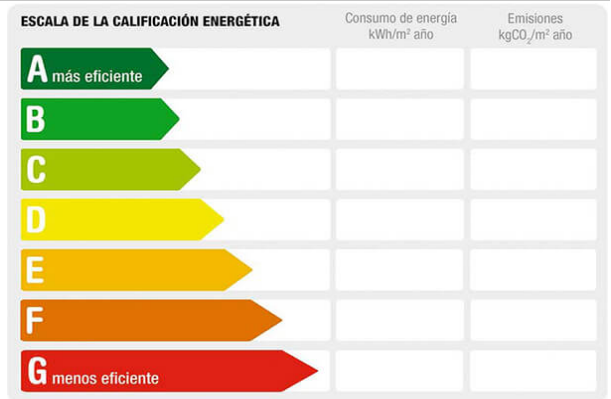 ESCALA DE LA CALIFICACIÓN ENERGÉTICA
Consumo de energía
kWh/m² año
Emisiones
kgCO₂/m² año
A más eficiente
B
C
D
E
F
G menos eficiente